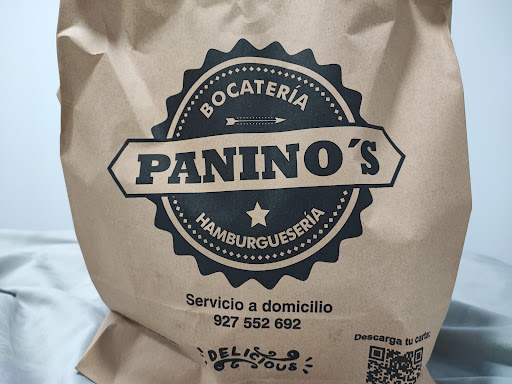 BOCATERÍA
PANINO´S
HAMBURGUESERÍA
Servicio a domicilio
927 552 692
Descarga tu carta:
DELICIOUS